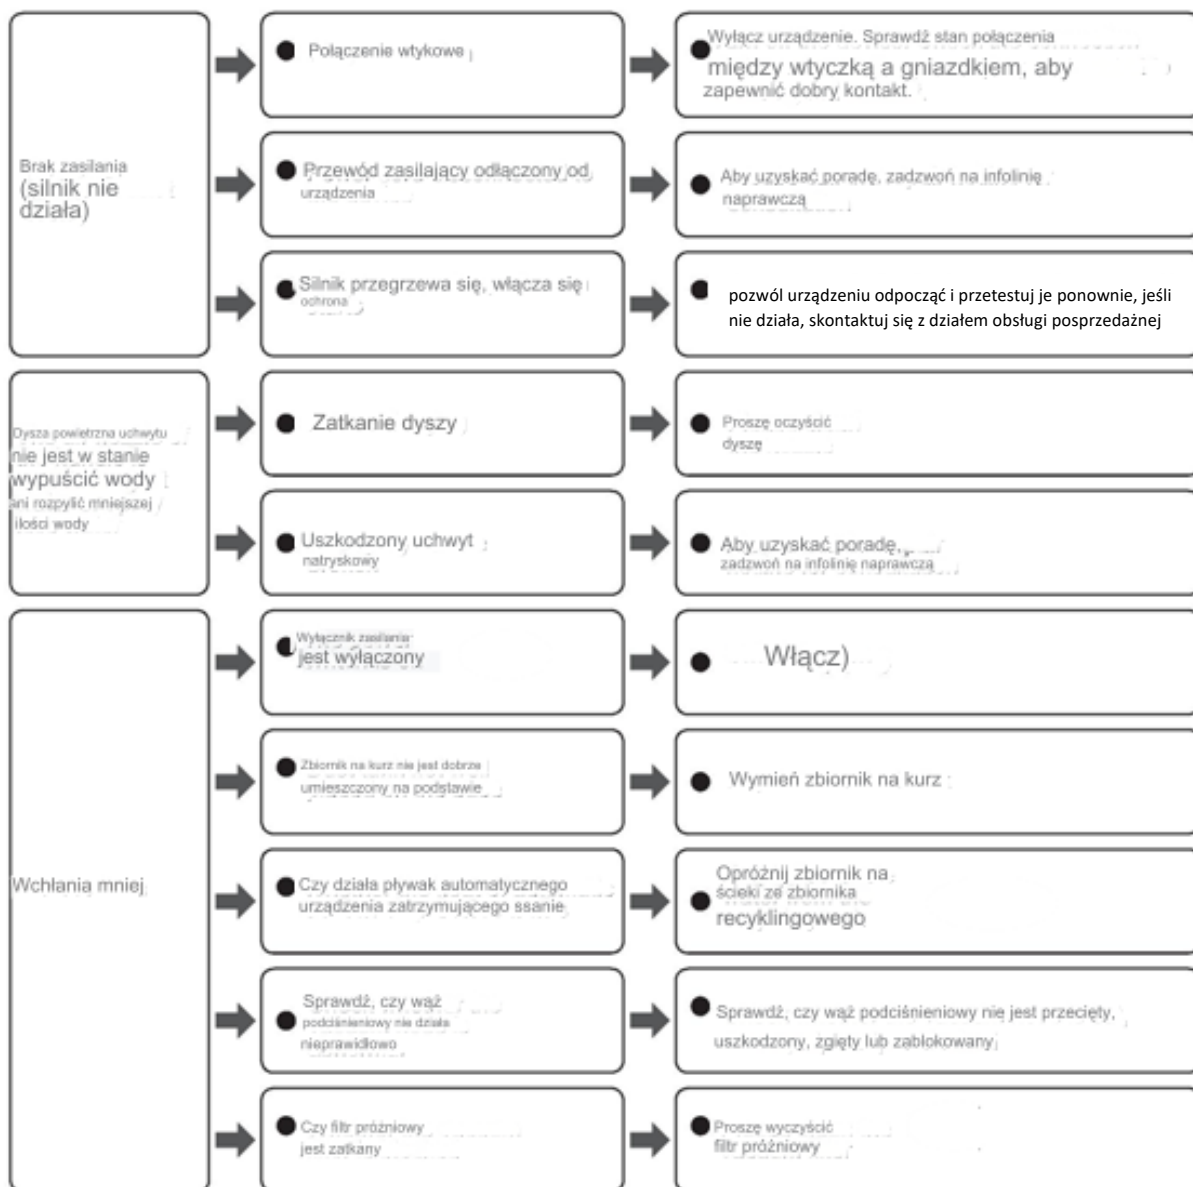 Brak zasilania
(silnik nie
działa)
Połączenie wtykowe
Wyłącz urządzenie. Sprawdź stan połączenia
między wtyczką a gniazdkiem, aby
zapewnić dobry kontakt.
Przewód zasilający odłączony od
urządzenia
Aby uzyskać poradę, zadzwoń na infolinię
naprawczą
Silnik przegrzewa się, włącza się
ochrona
pozwól urządzeniu odpocząć i przetestuj je ponownie, jeśli
nie działa, skontaktuj się z działem obsługi posprzedażnej
Dysza powietrzna uchwytu
nie jest w stanie
wypuścić wody
ani rozpylić mniejszej
ilości wody
Zatkanie dyszy
Proszę oczyścić
dyszę
Uszkodzony uchwyt
natryskowy
Aby uzyskać poradę,
zadzwoń na infolinię naprawczą
Wchłania mniej
Wyłącznik zasilania
jest wyłączony
Włącz)
Zbiornik na kurz nie jest dobrze
umieszczony na podstawie
Wymień zbiornik na kurz
Czy działa pływak automatycznego
urządzenia zatrzymującego ssanie
Opróżnij zbiornik na
ścieki ze zbiornika
recyklingowego
Sprawdź, czy wąż
podciśnieniowy nie działa
nieprawidłowo
Sprawdź, czy wąż podciśnieniowy nie jest przecięty,
uszkodzony, zgięty lub zablokowany
Czy filtr próżniowy
jest zatkany
Proszę wyczyścić
filtr próżniowy